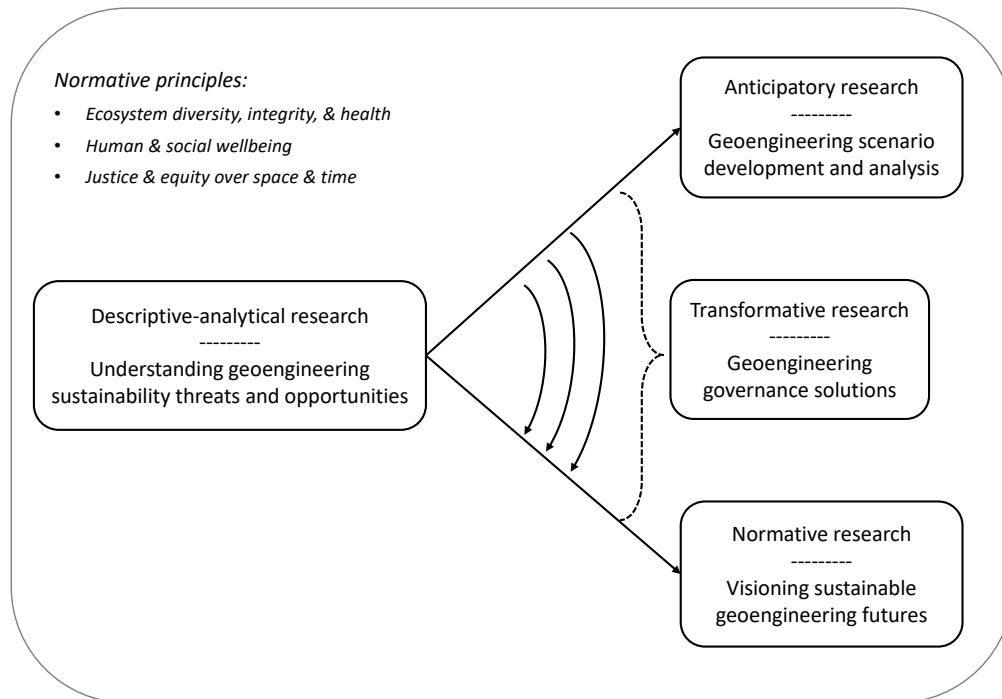 Normative principles:
• Ecosystem diversity, integrity, & health
• Human & social wellbeing
• Justice & equity over space & time
Anticipatory research
---------
Geoengineering scenario
development and analysis
Descriptive-analytical research
---------
Understanding geoengineering
sustainability threats and opportunities
Transformative research
---------
Geoengineering
governance solutions
Normative research
---------
Visioning sustainable
geoengineering futures